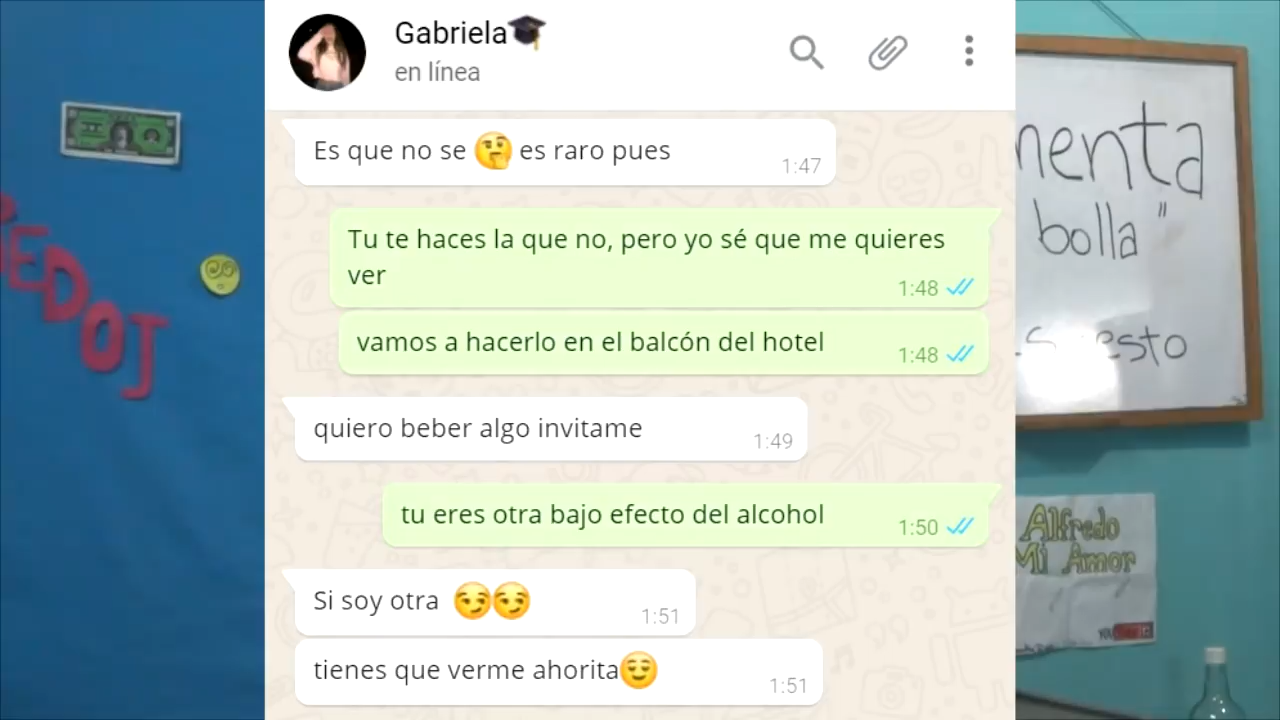 Gabriela
en línea
Es que no se 🤔 es raro pues
1:47
Tu te haces la que no, pero yo sé que me quieres
ver
1:48
vamos a hacerlo en el balcón del hotel
1:48
quiero beber algo invitame
1:49
tu eres otra bajo efecto del alcohol
1:50
Si soy otra 😏😏
1:51
tienes que verme ahorita😌
1:51
menta
bolla"
esto
Alfredo
Mi Amor